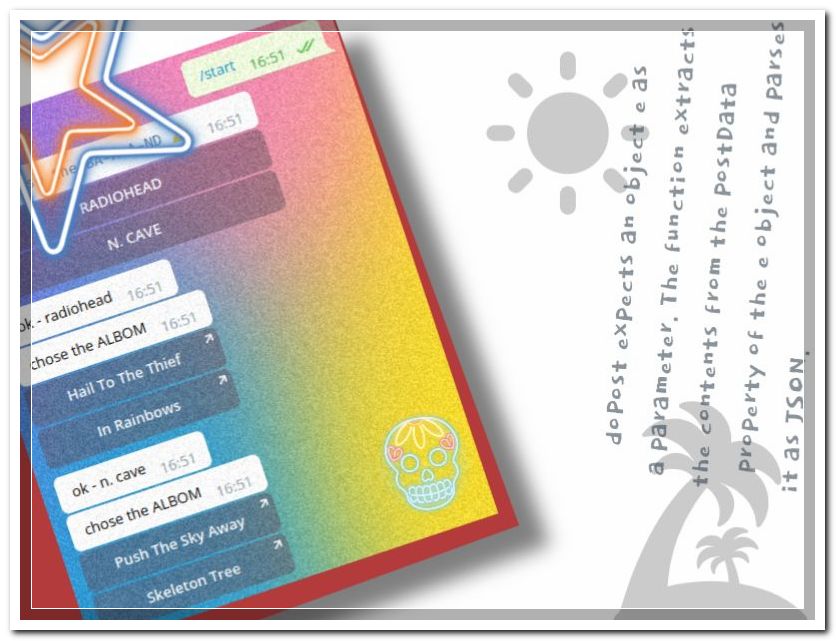 /start 16:51
16:51
RADIOHEAD
N. CAVE
ok - radiohead 16:51
chose the ALBOM 16:51
Hail To The Thief
In Rainbows
ok - n. cave 16:51
chose the ALBOM 16:51
Push The Sky Away
Skeleton Tree
doPost expects an object e as
a parameter. The function extracts
the contents from the postData
property of the e object and parses
it as JSON.